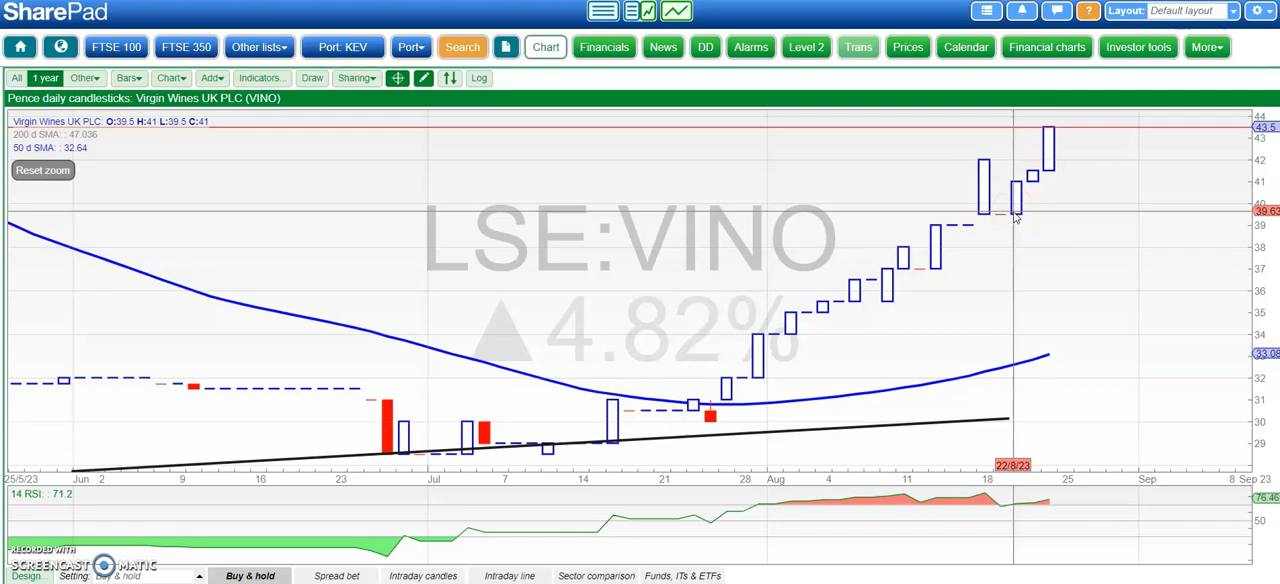 SharePad
Layout: Default layout
?
FTSE 100 FTSE 350 Other lists Port: KEV Port Search Chart Financials News DD Alarms Level 2 Trans Prices Calendar Financial charts Investor tools More
All 1 year Other Bars Chart Add Indicators... Draw Sharing Log
Pence daily candlesticks: Virgin Wines UK PLC (VINO)
Virgin Wines UK PLC: O:39.5 H:41 L:39.5 C:41
200 d SMA: : 47.036
50 d SMA: : 32.64
Reset zoom
LSE:VINO
▲4.82%
44
43.5
43
42
41
40
39.63
39
38
37
36
35
34
33.08
32
31
30
29
22/8/23
25/5/23 Jun 2 9 16 23 Jul 7 14 21 28 Aug 4 11 18 25 Sep 8 Sep 23
14 RSI: : 71.2
76.46
50
RECORDED WITH
SCREENCAST MATIC
Design... Setting: Buy & hold Buy & hold Spread bet Intraday candles Intraday line Sector comparison Funds, ITs & ETFs